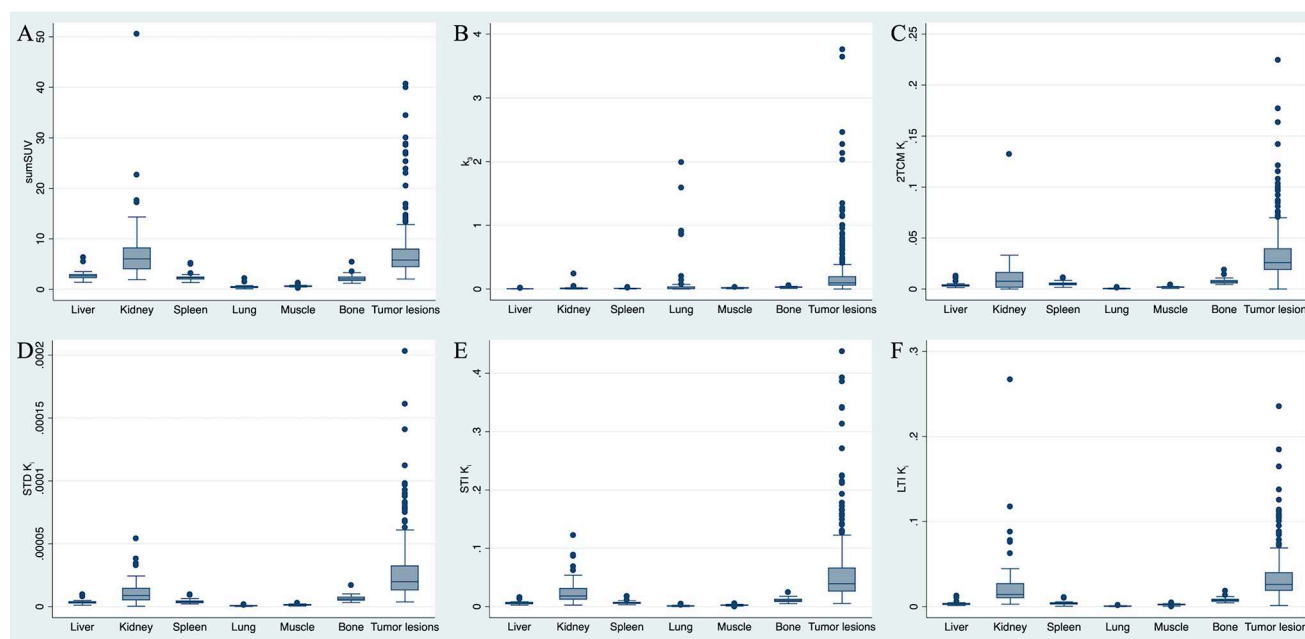 A
sumSUV
50
40
30
20
10
0
Liver Kidney Spleen Lung Muscle Bone Tumor lesions
B
4
3
2
1
0
Liver Kidney Spleen Lung Muscle Bone Tumor lesions
C
2TCM Ki
.25
.2
.15
.1
.05
0
Liver Kidney Spleen Lung Muscle Bone Tumor lesions
D
STD Ki
.0002
.00015
.0001
.00005
0
Liver Kidney Spleen Lung Muscle Bone Tumor lesions
E
STI Ki
.4
.3
.2
.1
0
Liver Kidney Spleen Lung Muscle Bone Tumor lesions
F
LTI Ki
.3
.2
.1
0
Liver Kidney Spleen Lung Muscle Bone Tumor lesions